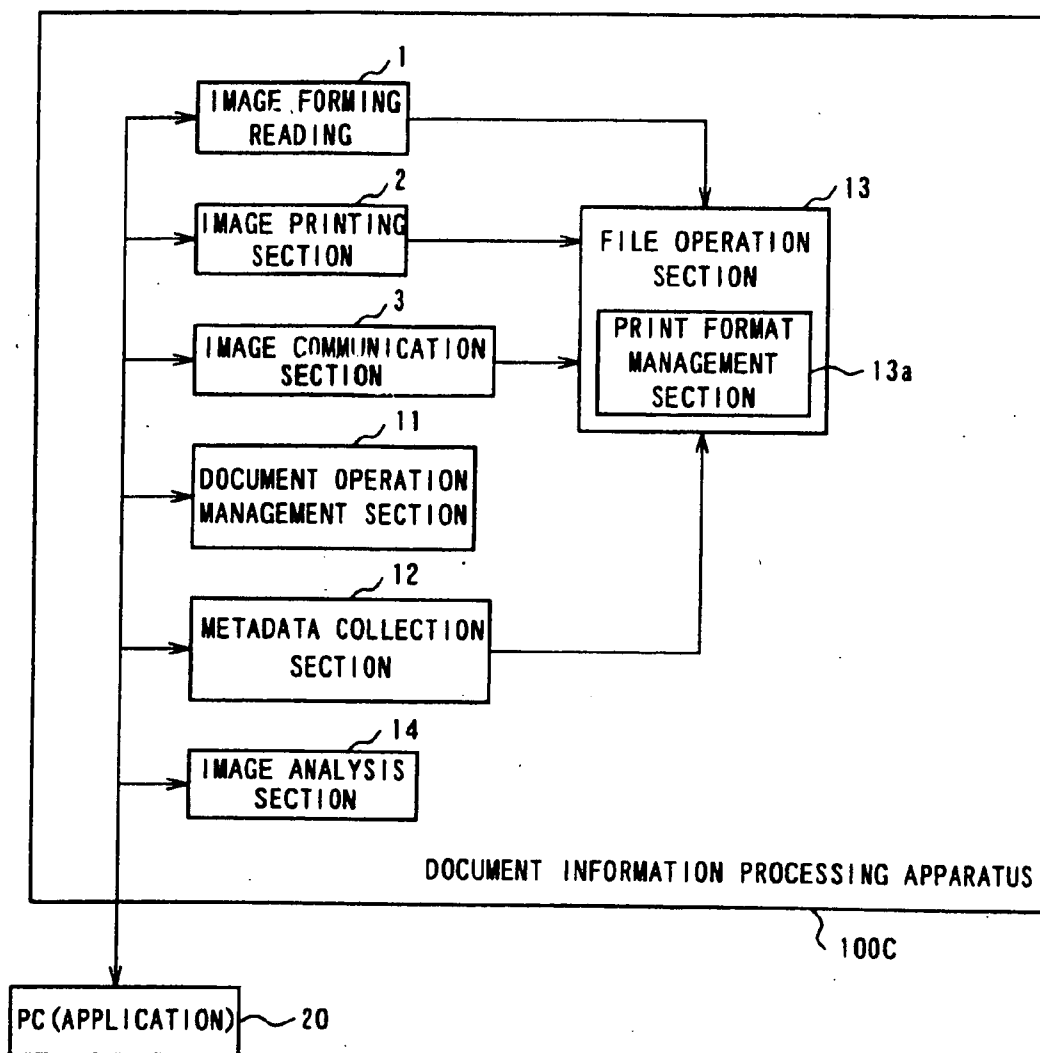 1
IMAGE FORMING
READING
2
IMAGE PRINTING
SECTION
3
IMAGE COMMUNICATION
SECTION
11
DOCUMENT OPERATION
MANAGEMENT SECTION
12
METADATA COLLECTION
SECTION
14
IMAGE ANALYSIS
SECTION
13
FILE OPERATION
SECTION
PRINT FORMAT
MANAGEMENT
SECTION
13a
DOCUMENT INFORMATION PROCESSING APPARATUS
100C
PC(APPLICATION)
20